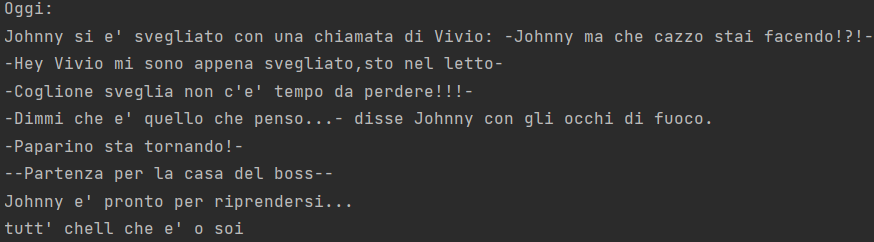 Oggi:
Johnny si e' svegliato con una chiamata di Vivio: -Johnny ma che cazzo stai facendo!?!-
-Hey Vivio mi sono appena svegliato,sto nel letto-
-Coglione sveglia non c'e' tempo da perdere!!!-
-Dimmi che e' quello che penso...- disse Johnny con gli occhi di fuoco.
-Paparino sta tornando!-
--Partenza per la casa del boss--
Johnny e' pronto per riprendersi...
tutt' chell che e' o soi